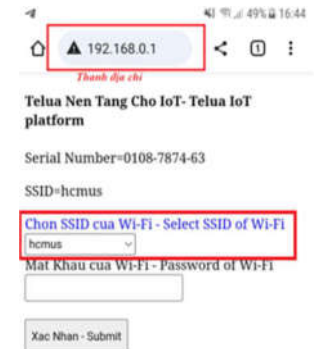 49% 16:44
192.168.0.1
1
Thanh địa chỉ
Telua Nen Tang Cho IoT- Telua IoT
platform
Serial Number=0108-7874-63
SSID=hcmus
Chon SSID cua Wi-Fi - Select SSID of Wi-Fi
hcmus
Mat Khau cua Wi-Fi - Password of Wi-Fi
Xac Nhan - Submit